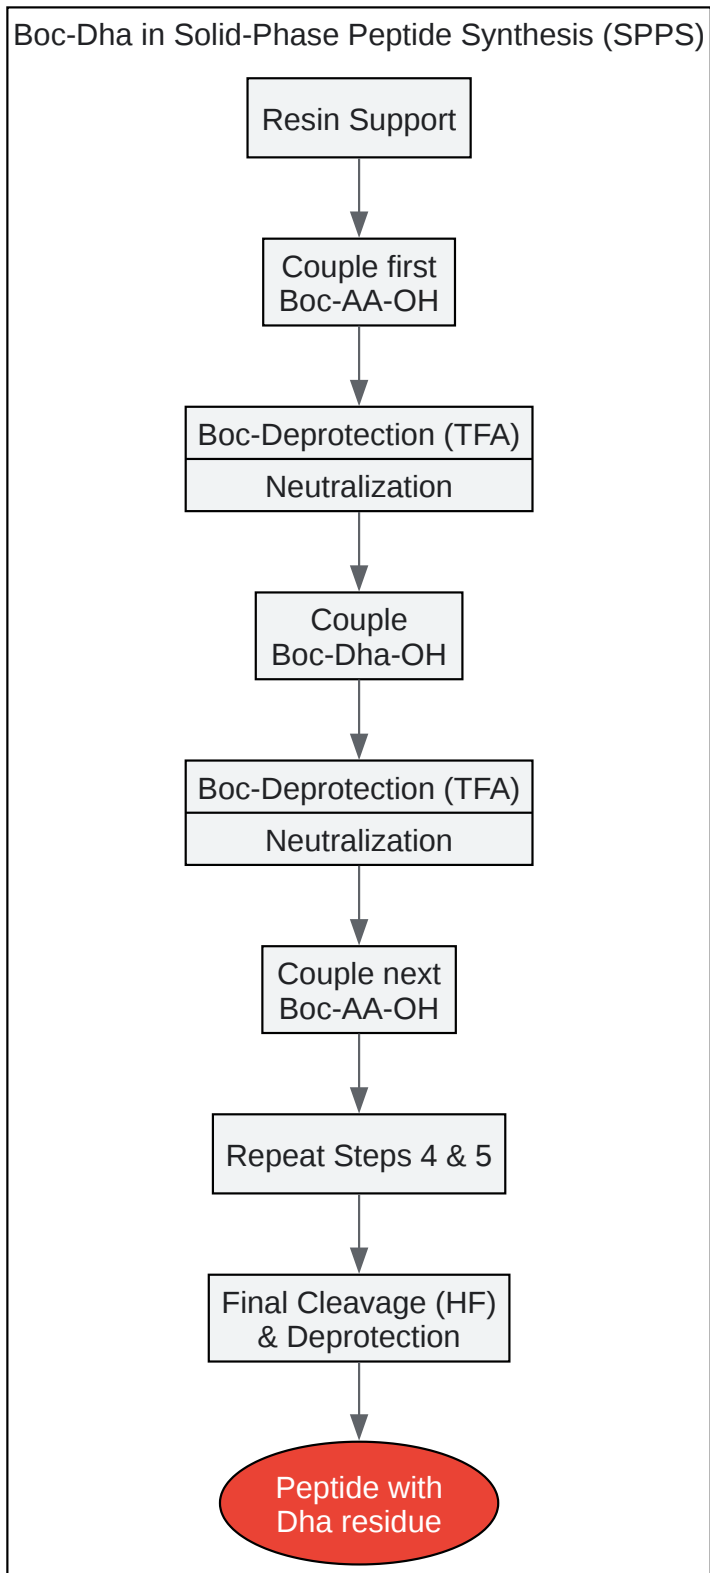 Boc-Dha in Solid-Phase Peptide Synthesis (SPPS)
Resin Support
Couple first
Boc-AA-OH
Boc-Deprotection (TFA)
Neutralization
Couple
Boc-Dha-OH
Boc-Deprotection (TFA)
Neutralization
Couple next
Boc-AA-OH
Repeat Steps 4 & 5
Final Cleavage (HF)
& Deprotection
Peptide with
Dha residue